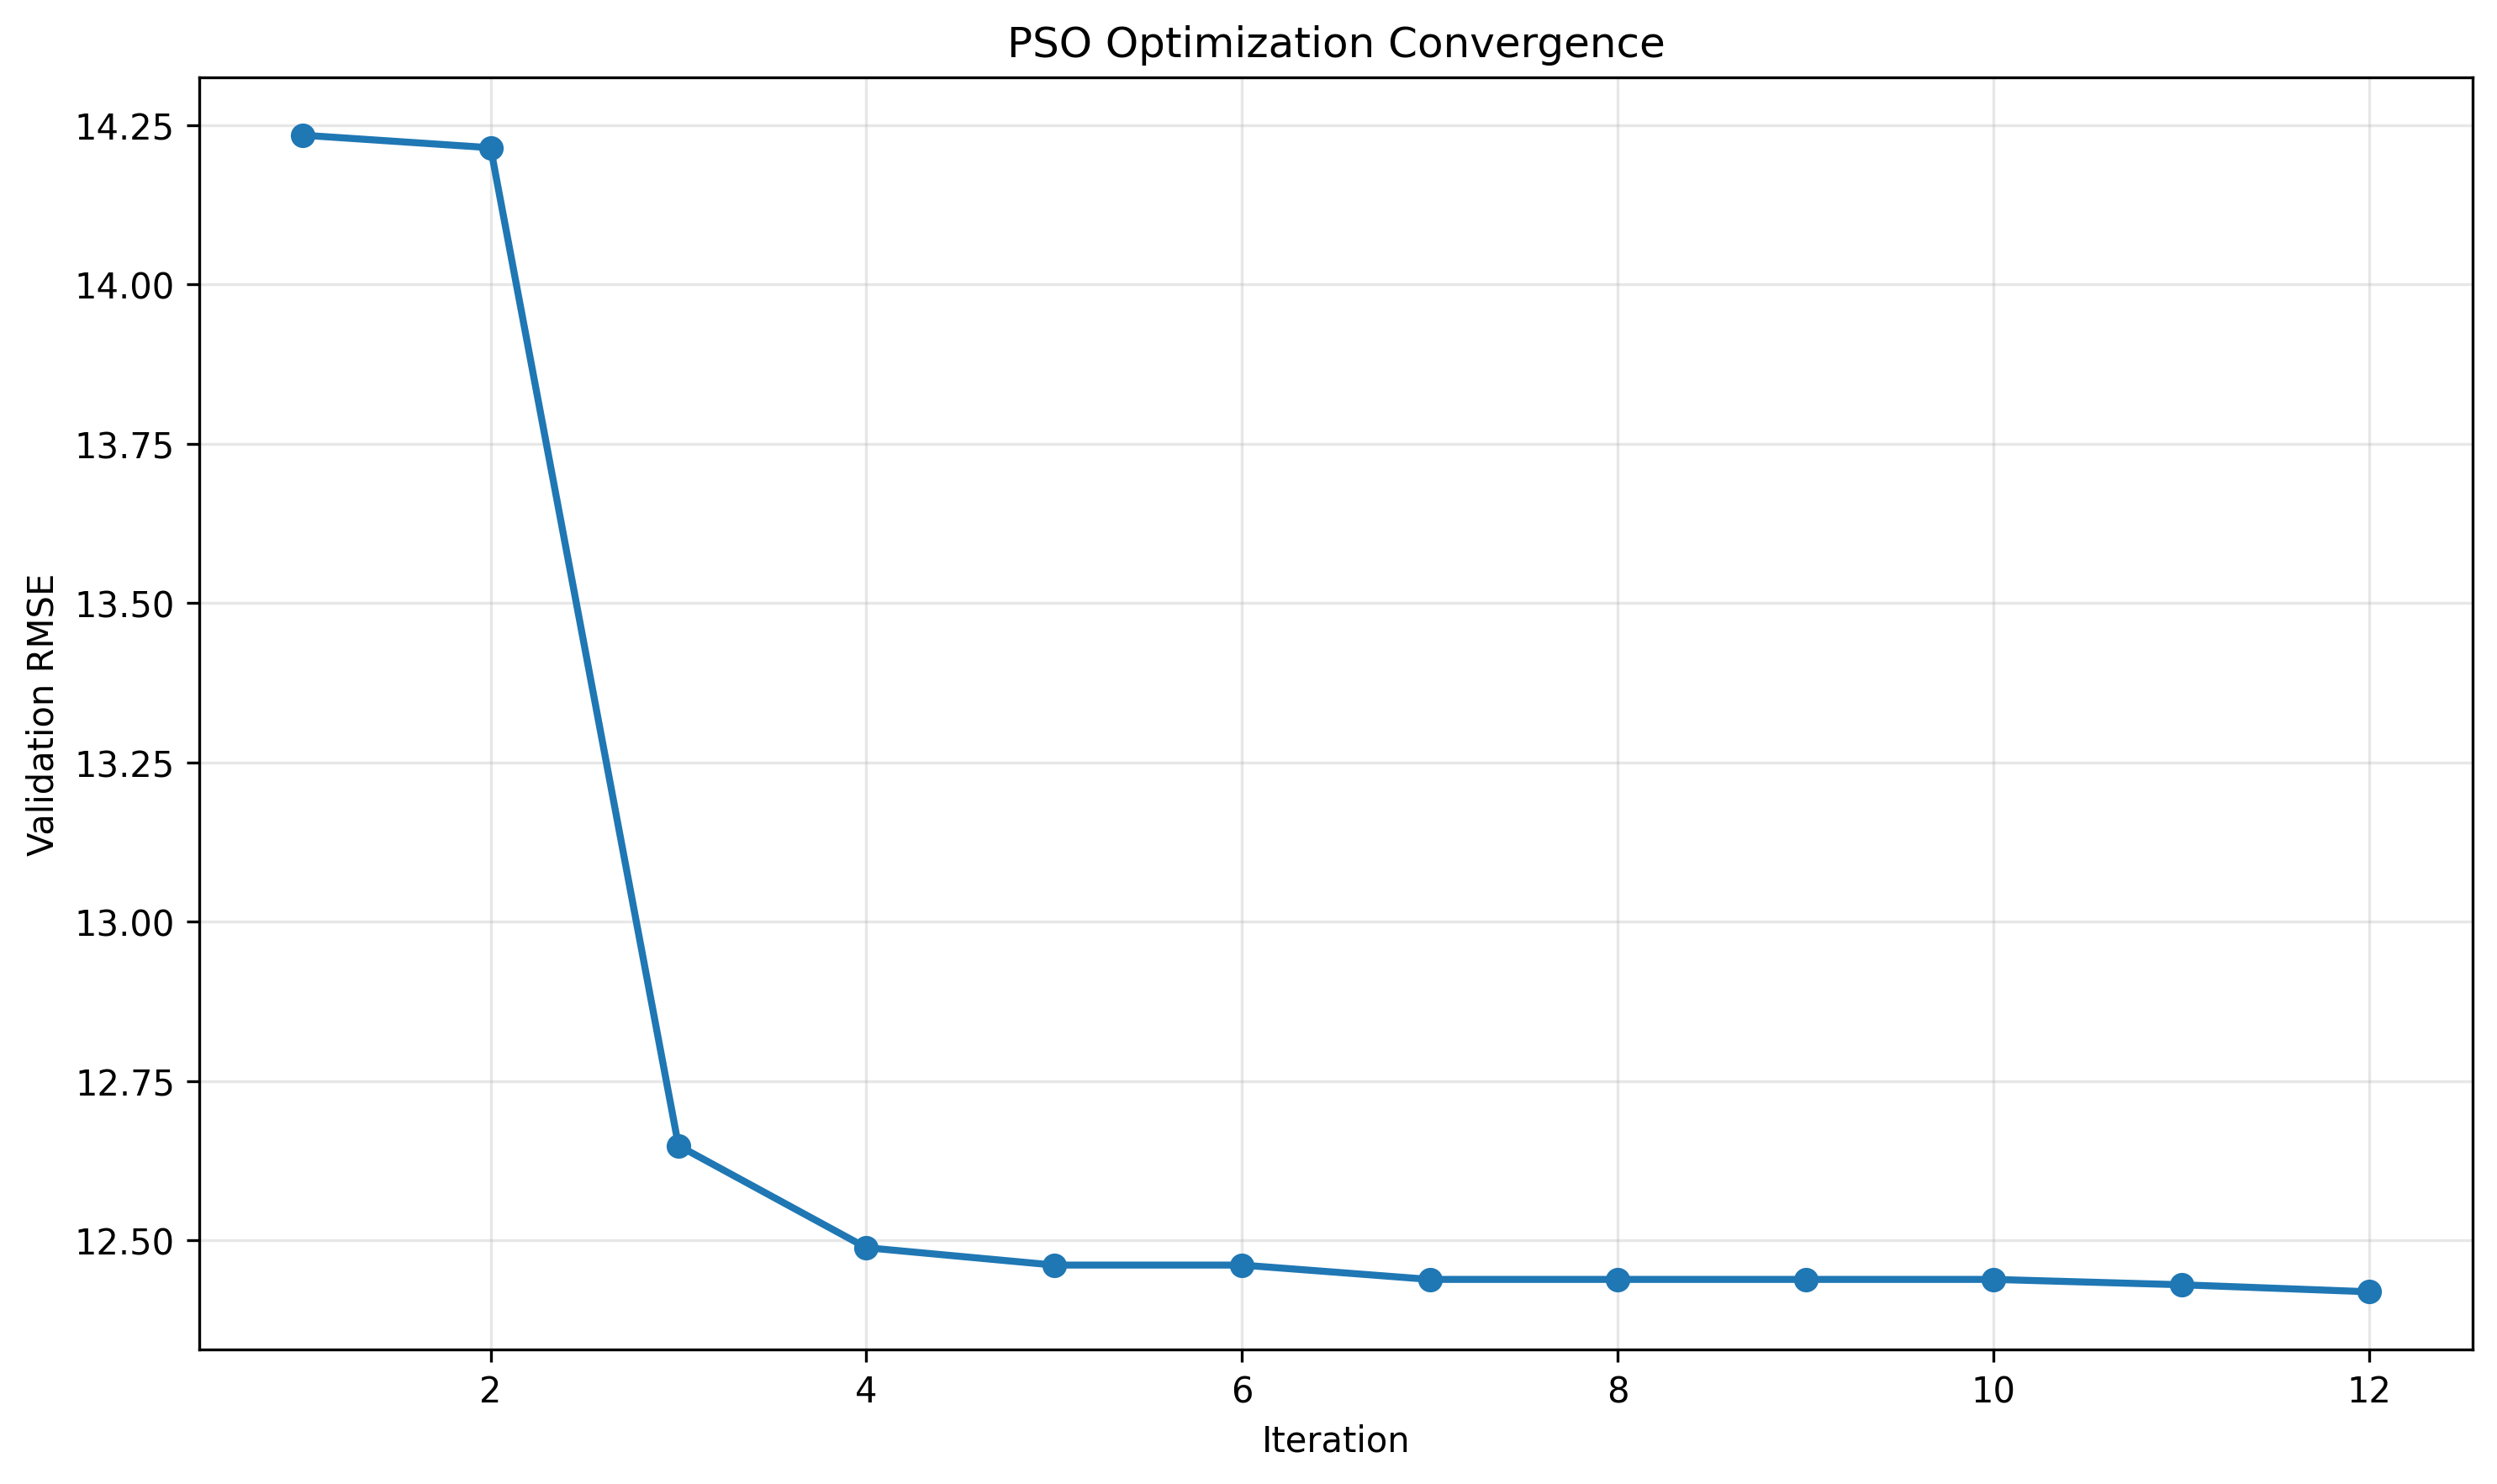 PSO Optimization Convergence
14.25
14.00
13.75
13.50
13.25
13.00
12.75
12.50
Validation RMSE
2 4 6 8 10 12
Iteration